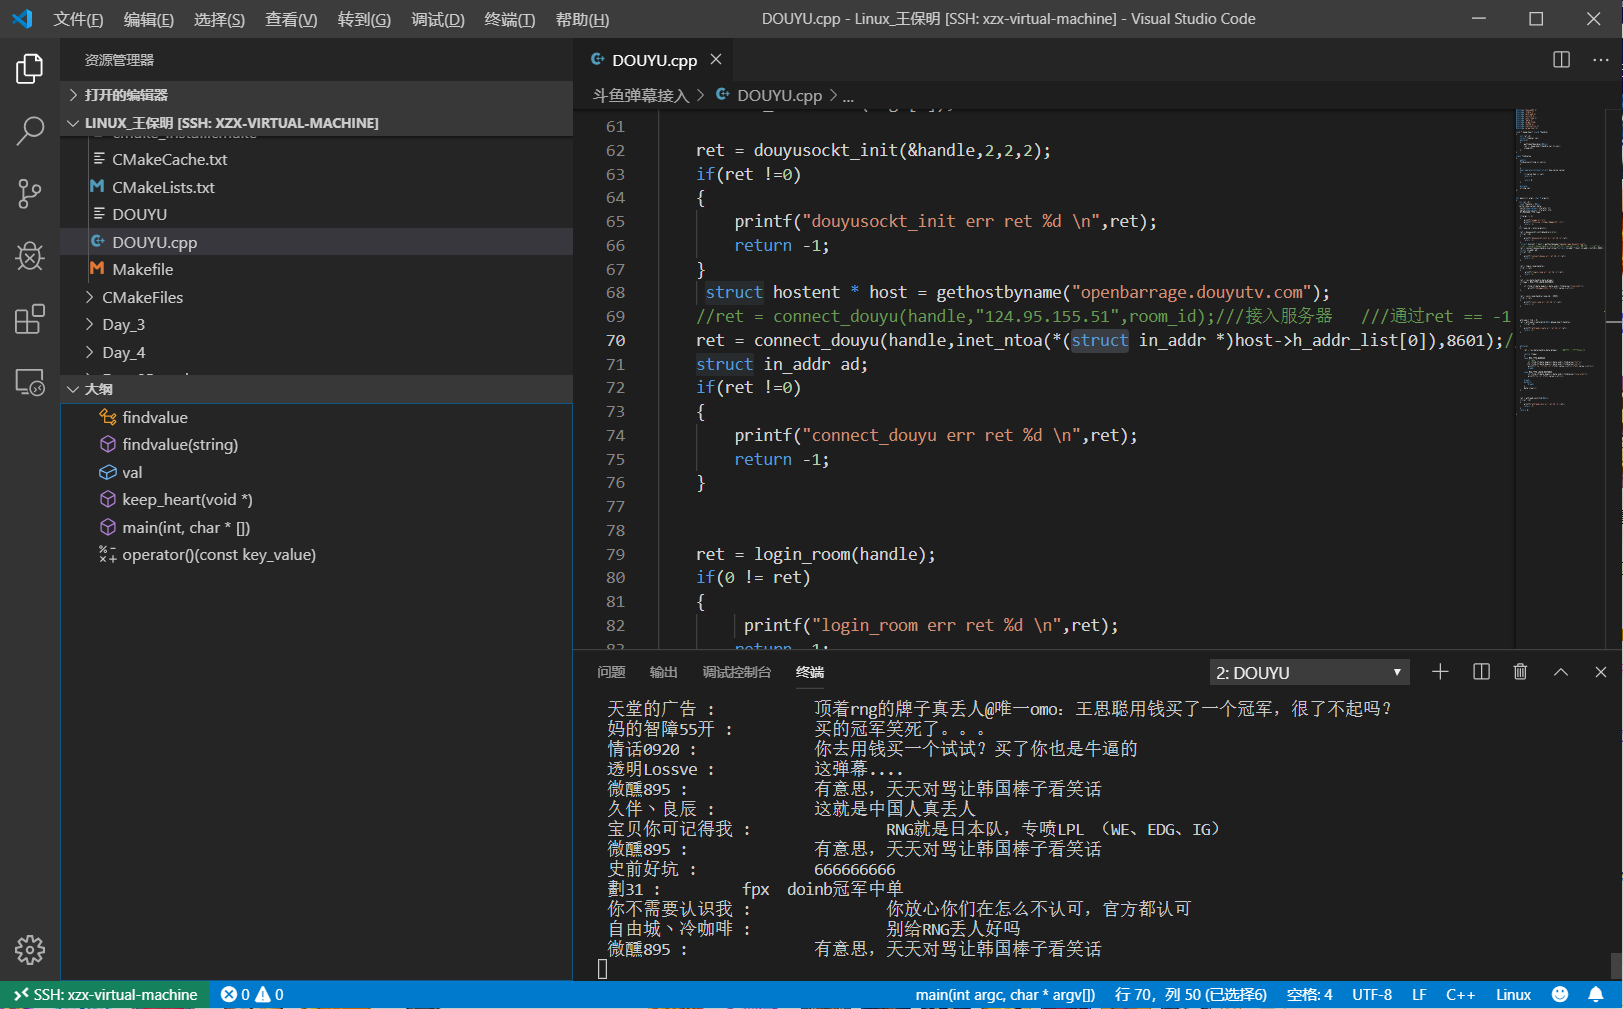 文件(F) 编辑(E) 选择(S) 查看(V) 转到(G) 调试(D) 终端(T) 帮助(H) DOUYU.cpp - Linux_王保明 [SSH: xzx-virtual-machine] - Visual Studio Code
资源管理器
打开的编辑器
LINUX_王保明 [SSH: XZX-VIRTUAL-MACHINE]
CMakeCache.txt
CMakeLists.txt
DOUYU
DOUYU.cpp
Makefile
CMakeFiles
Day_3
Day_4
大纲
findvalue
findvalue(string)
val
keep_heart(void *)
main(int, char * [])
operator()(const key_value)
DOUYU.cpp
斗鱼弹幕接入 > DOUYU.cpp > ...
61
62 ret = douyusockt_init(&handle,2,2,2);
63 if(ret !=0)
64 {
65 printf("douyusockt_init err ret %d \n",ret);
66 return -1;
67 }
68 struct hostent * host = gethostbyname("openbarrage.douyutv.com");
69 //ret = connect_douyu(handle,"124.95.155.51",room_id);///接入服务器 ///通过ret == -1
70 ret = connect_douyu(handle,inet_ntoa(*(struct in_addr *)host->h_addr_list[0]),8601);/
71 struct in_addr ad;
72 if(ret !=0)
73 {
74 printf("connect_douyu err ret %d \n",ret);
75 return -1;
76 }
77
78
79 ret = login_room(handle);
80 if(0 != ret)
81 {
82 printf("login_room err ret %d \n",ret);
83 return -1;
问题 输出 调试控制台 终端 2: DOUYU
天堂的广告 : 顶着rng的牌子真丢人@唯一omo：王思聪用钱买了一个冠军，很了不起吗？
妈的智障55开 : 买的冠军笑死了。。。
情话0920 : 你去用钱买一个试试？买了你也是牛逼的
透明Lossve : 这弹幕....
微醺895 : 有意思，天天对骂让韩国棒子看笑话
久伴丶良辰 : 这就是中国人真丢人
宝贝你可记得我 : RNG就是日本队，专喷LPL （WE、EDG、IG）
微醺895 : 有意思，天天对骂让韩国棒子看笑话
史前好坑 : 666666666
劃31 : fpx doinb冠军中单
你不需要认识我 : 你放心你们在怎么不认可，官方都认可
自由城丶冷咖啡 : 别给RNG丢人好吗
微醺895 : 有意思，天天对骂让韩国棒子看笑话
SSH: xzx-virtual-machine 0 0 main(int argc, char * argv[]) 行 70，列 50 (已选择6) 空格: 4 UTF-8 LF C++ Linux